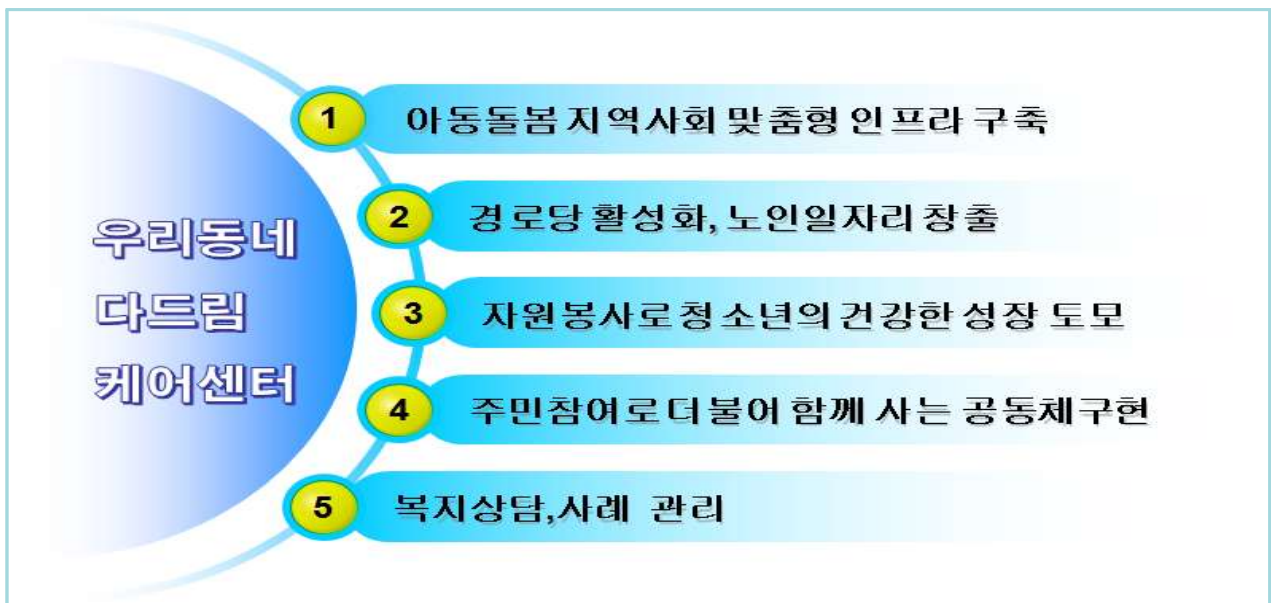 우리동네
다드림
케어센터
1 아동돌봄 지역사회 맞춤형 인프라 구축
2 경로당 활성화, 노인일자리 창출
3 자원봉사로 청소년의 건강한 성장 도모
4 주민참여로 더불어 함께 사는 공동체구현
5 복지상담,사례 관리